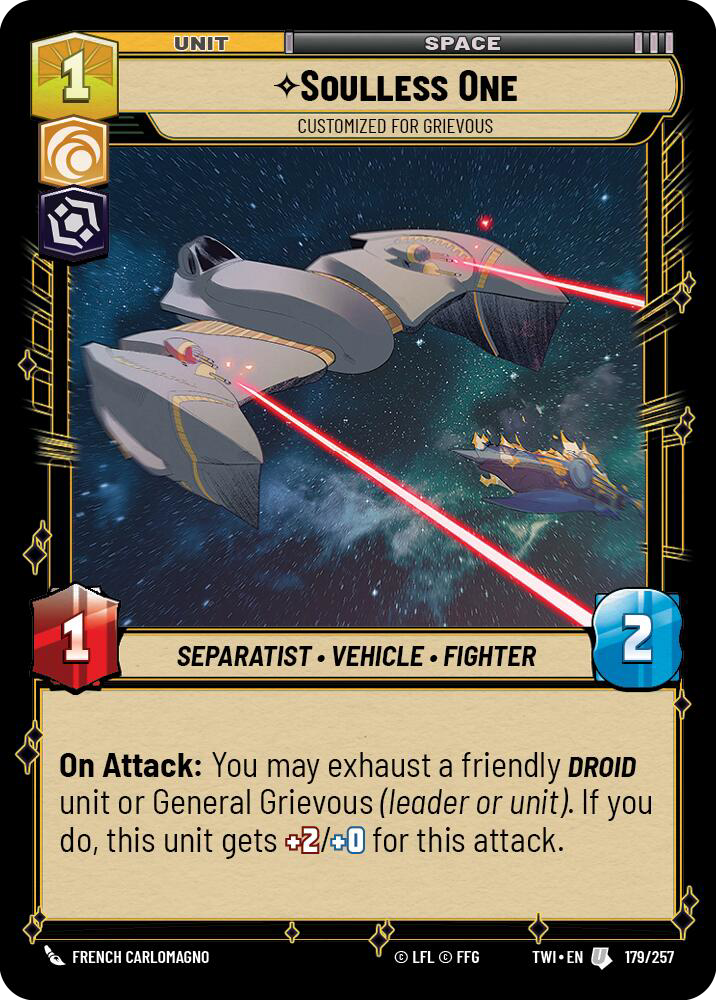 UNIT
SPACE
1
SOULLESS ONE
CUSTOMIZED FOR GRIEVOUS
1
2
SEPARATIST • VEHICLE • FIGHTER
On Attack: You may exhaust a friendly DROID
unit or General Grievous (leader or unit). If you
do, this unit gets +2/+0 for this attack.
FRENCH CARLOMAGNO
© LFL © FFG
TWI • EN
U
179/257